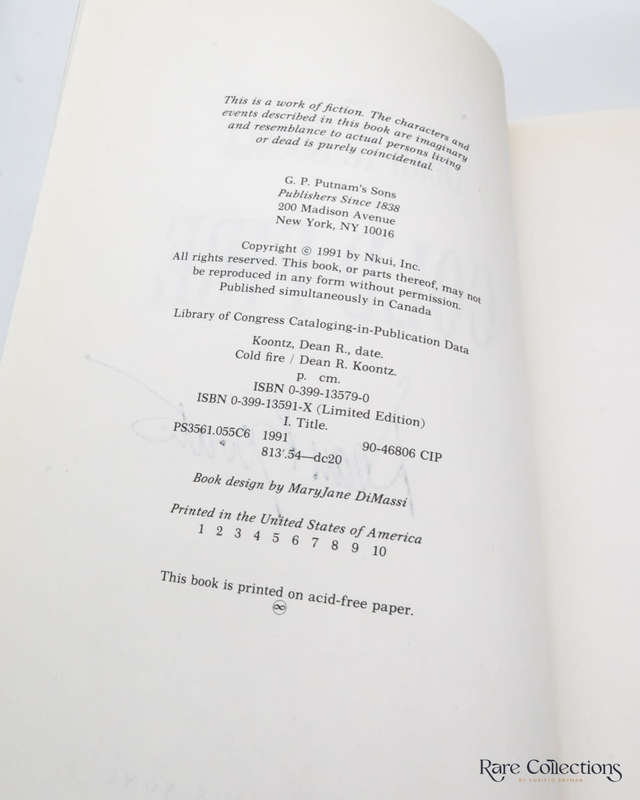 This is a work of fiction. The characters and
events described in this book are imaginary
and resemblance to actual persons living
or dead is purely coincidental.
G. P. Putnam's Sons
Publishers Since 1838
200 Madison Avenue
New York, NY 10016
Copyright © 1991 by Nkui, Inc.
All rights reserved. This book, or parts thereof, may not
be reproduced in any form without permission.
Published simultaneously in Canada
Library of Congress Cataloging-in-Publication Data
Koontz, Dean R., date.
Cold fire / Dean R. Koontz.
p. cm.
ISBN 0-399-13579-0
ISBN 0-399-13591-X (Limited Edition)
I. Title.
PS3561.055C6 1991 90-46806 CIP
813'.54—dc20
Book design by MaryJane DiMassi
Printed in the United States of America
1 2 3 4 5 6 7 8 9 10
This book is printed on acid-free paper.
∞
Rare Collections